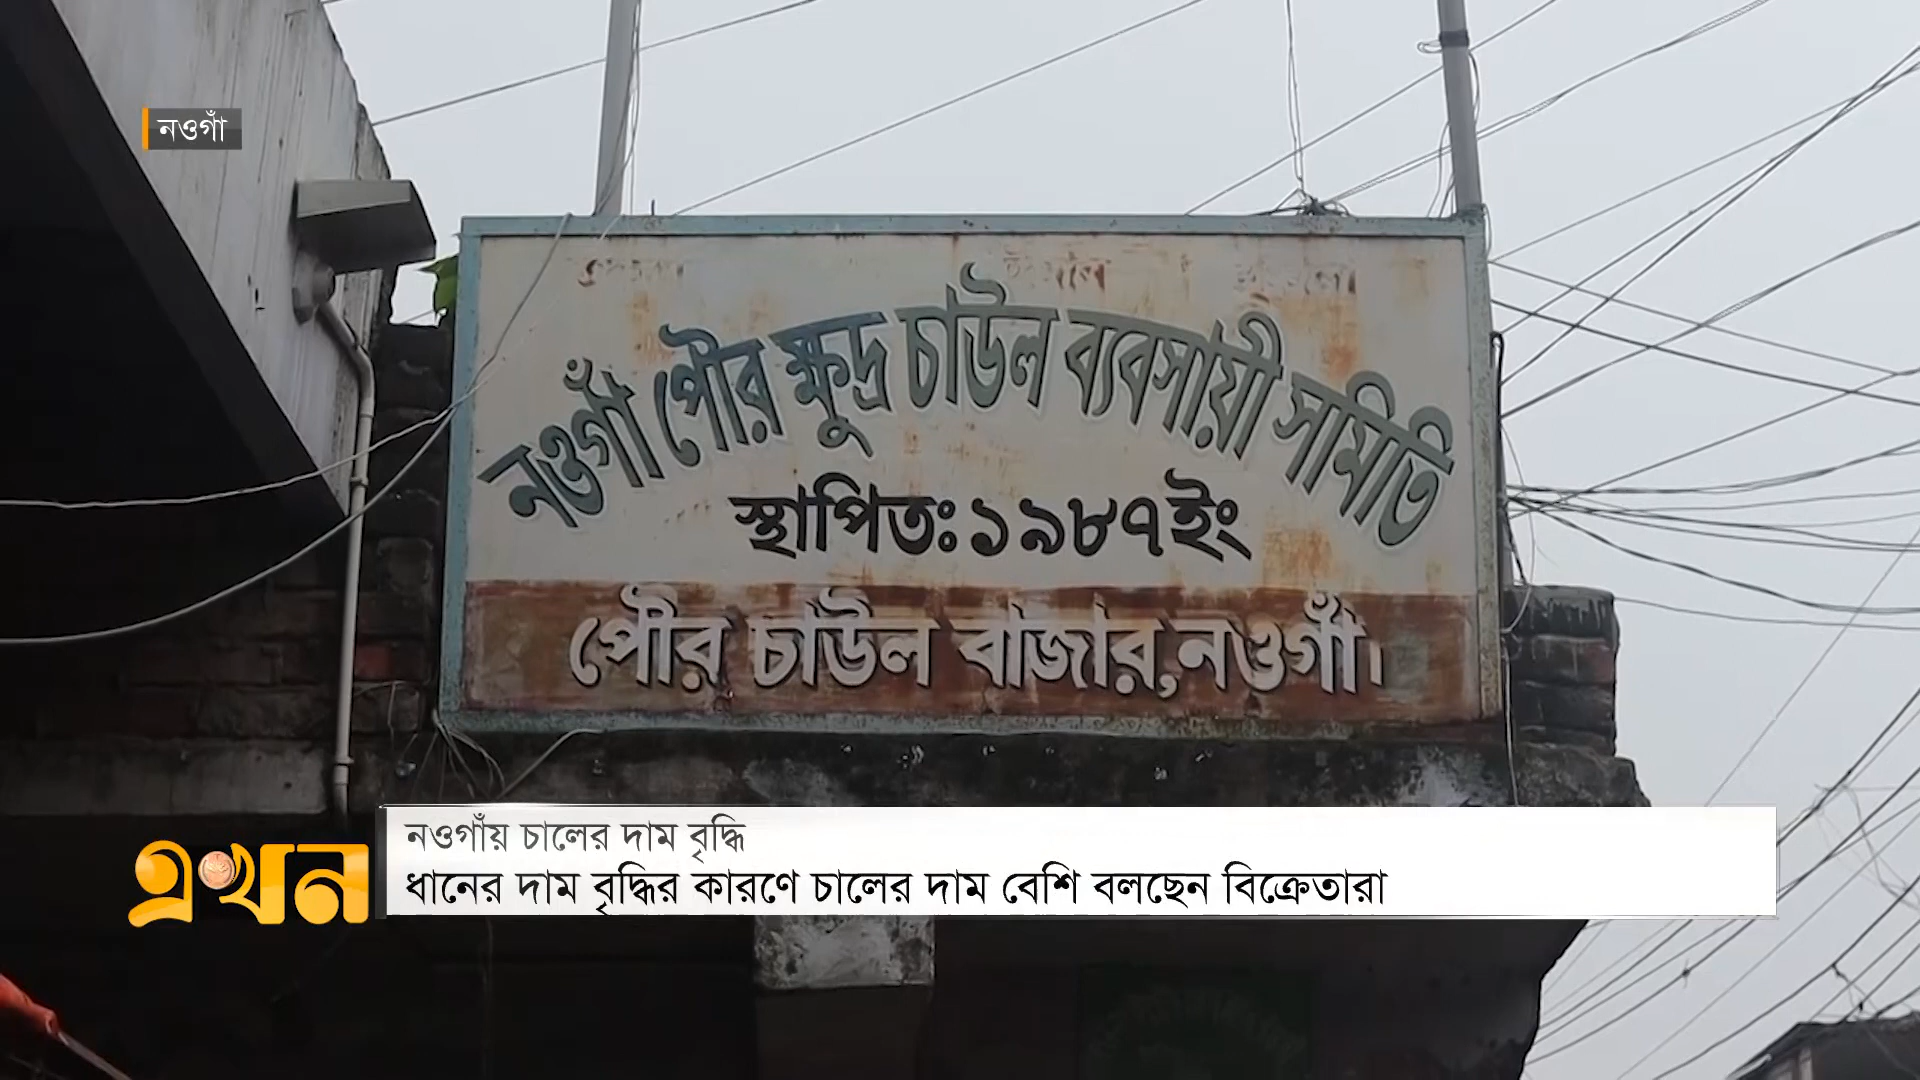 নওগাঁ
নওগাঁ পৌর ক্ষুদ্র চাউল ব্যবসায়ী সমিতি
স্থাপিতঃ ১৯৮৭ইং
পৌর চাউল বাজার, নওগাঁ।
নওগাঁয় চালের দাম বৃদ্ধি
এখন
ধানের দাম বৃদ্ধির কারণে চালের দাম বেশি বলছেন বিক্রেতারা